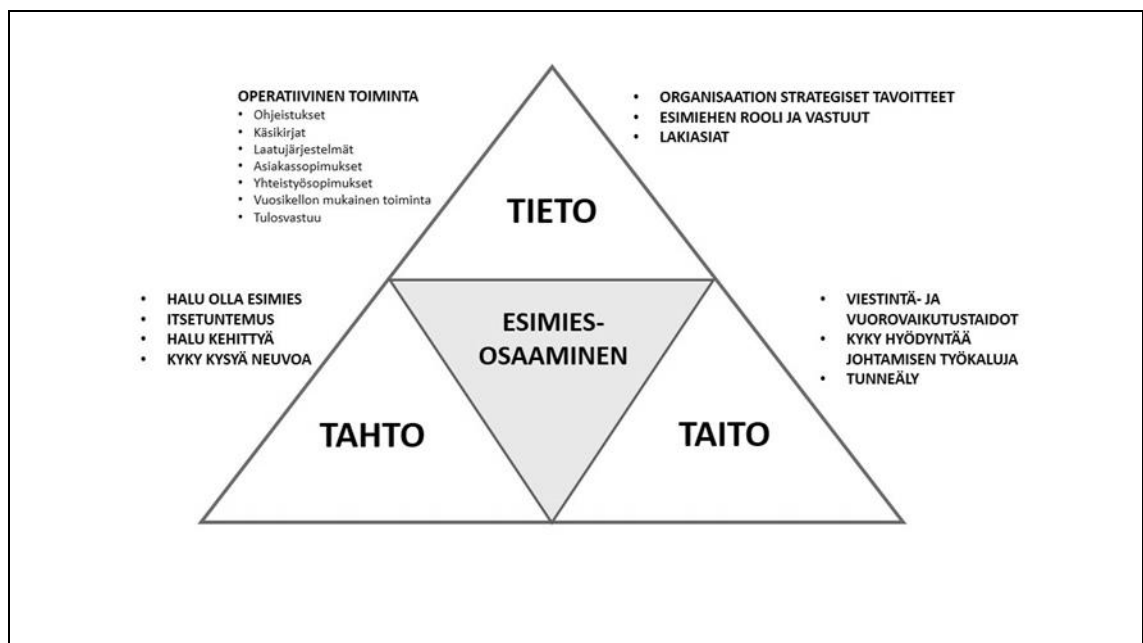 OPERATIIVINEN TOIMINTA
• Ohjeistukset
• Käsikirjat
• Laatujärjestelmät
• Asiakassopimukset
• Yhteistyösopimukset
• Vuosikellon mukainen toiminta
• Tulosvastuu
• ORGANISAATION STRATEGISET TAVOITTEET
• ESIMIEHEN ROOLI JA VASTUUT
• LAKIASIAT
TIETO
• HALU OLLA ESIMIES
• ITSETUNTEMUS
• HALU KEHITTYÄ
• KYKY KYSYÄ NEUVOA
ESIMIES-
OSAAMINEN
• VIESTINTÄ- JA
VUOROVAIKUTUSTAIDOT
• KYKY HYÖDYNTÄÄ
JOHTAMISEN TYÖKALUJA
• TUNNEÄLY
TAHTO
TAITO